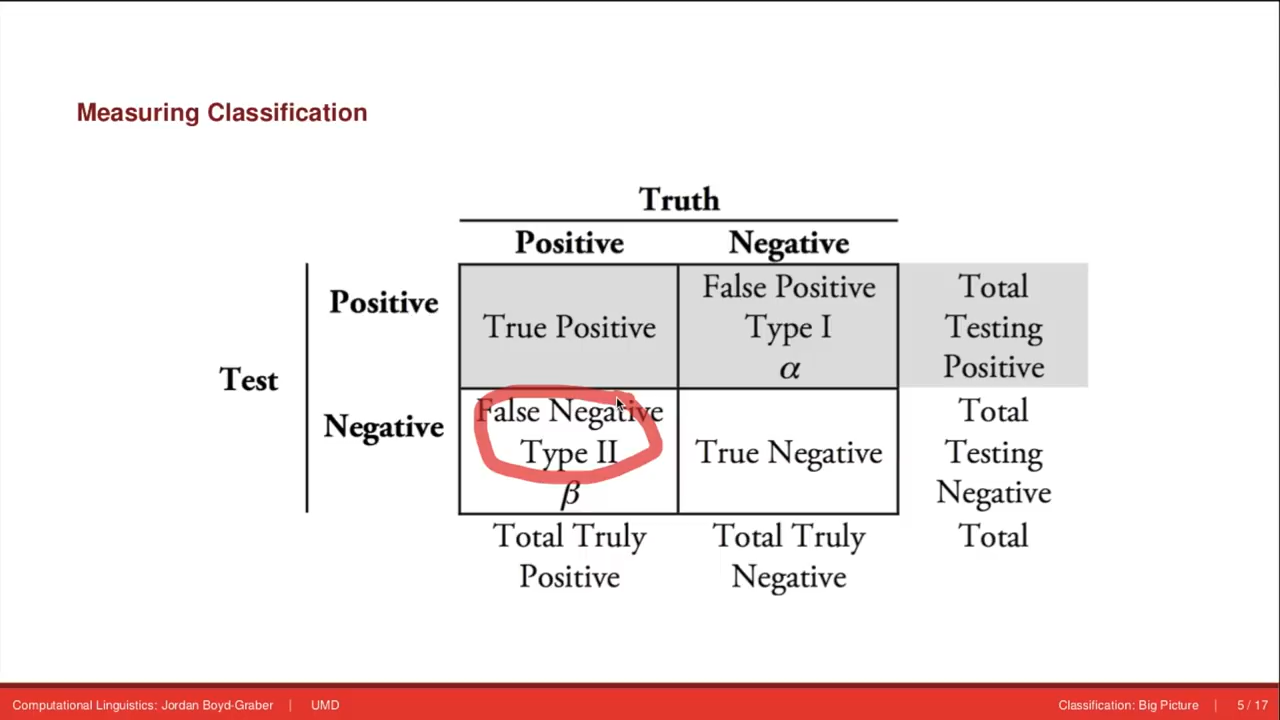 Measuring Classification
Truth
Positive Negative
Positive
True Positive
False Positive
Type I
α
Total
Testing
Positive
Test
Negative
False Negative
Type II
β
True Negative
Total
Testing
Negative
Total Truly
Positive
Total Truly
Negative
Total
Computational Linguistics: Jordan Boyd-Graber | UMD
Classification: Big Picture | 5 / 17